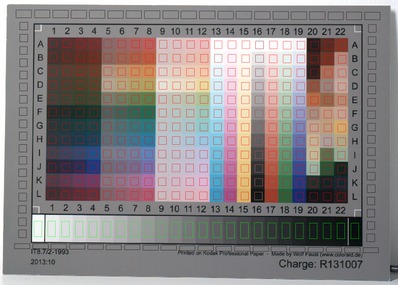 1 2 3 4 5 6 7 8 9 10 11 12 13 14 15 16 17 18 19 20 21 22
A A
B B
C C
D D
E E
F F
G G
H H
I I
J J
K K
L L
1 2 3 4 5 6 7 8 9 10 11 12 13 14 15 16 17 18 19 20 21 22
IT8.7/2-1993 Printed on Kodak Professional Paper - Made by Wolf Faust (www.coloraid.de)
2013:10 Charge: R131007